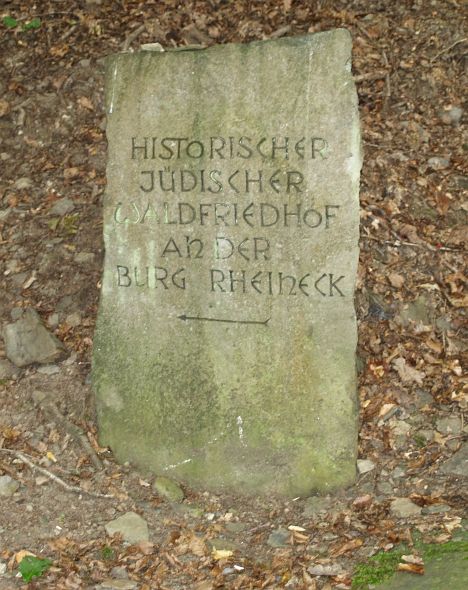 HISTORISCHER
JÜDISCHER
WALDFRIEDHOF
AN DER
BURG RHEINECK